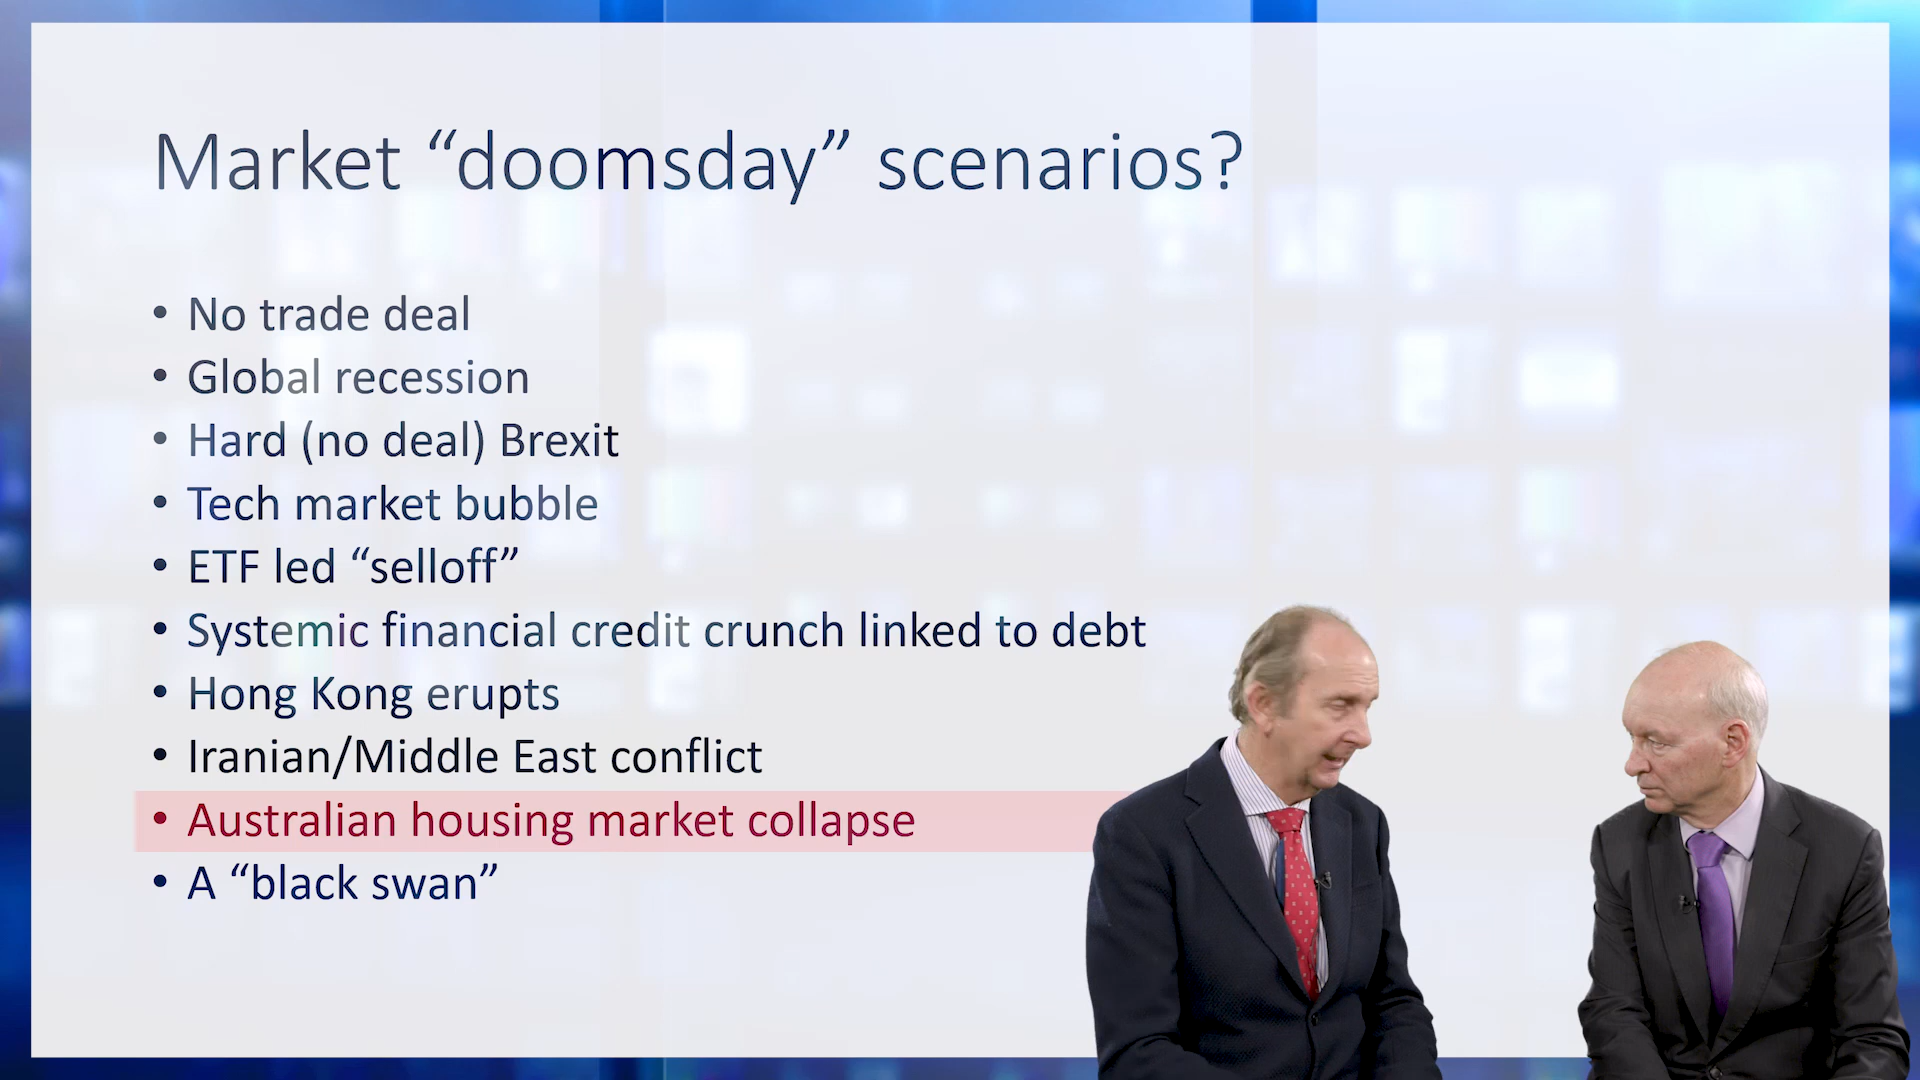 Market “doomsday” scenarios?
• No trade deal
• Global recession
• Hard (no deal) Brexit
• Tech market bubble
• ETF led “selloff”
• Systemic financial credit crunch linked to debt
• Hong Kong erupts
• Iranian/Middle East conflict
• Australian housing market collapse
• A “black swan”